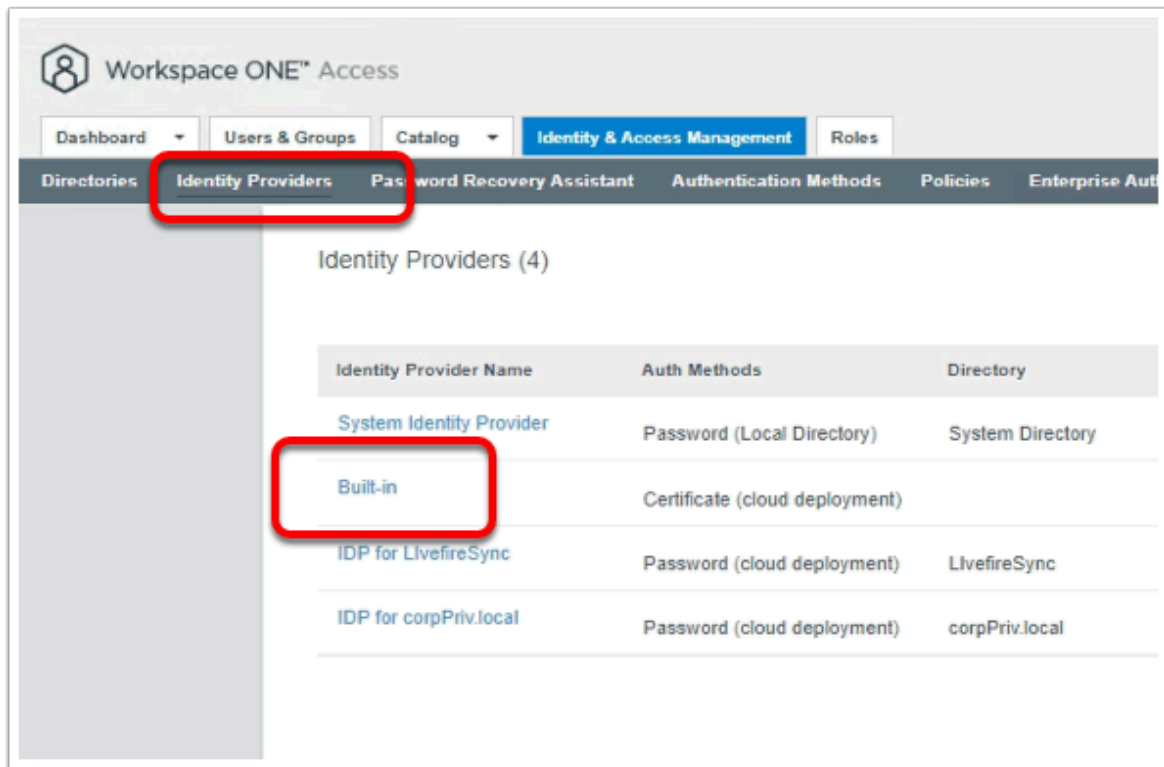 Workspace ONE™ Access
Dashboard Users & Groups Catalog Identity & Access Management Roles
Directories Identity Providers Password Recovery Assistant Authentication Methods Policies Enterprise Aut
Identity Providers (4)
Identity Provider Name Auth Methods Directory
System Identity Provider Password (Local Directory) System Directory
Built-in Certificate (cloud deployment)
IDP for LIvefireSync Password (cloud deployment) LIvefireSync
IDP for corpPriv.local Password (cloud deployment) corpPriv.local